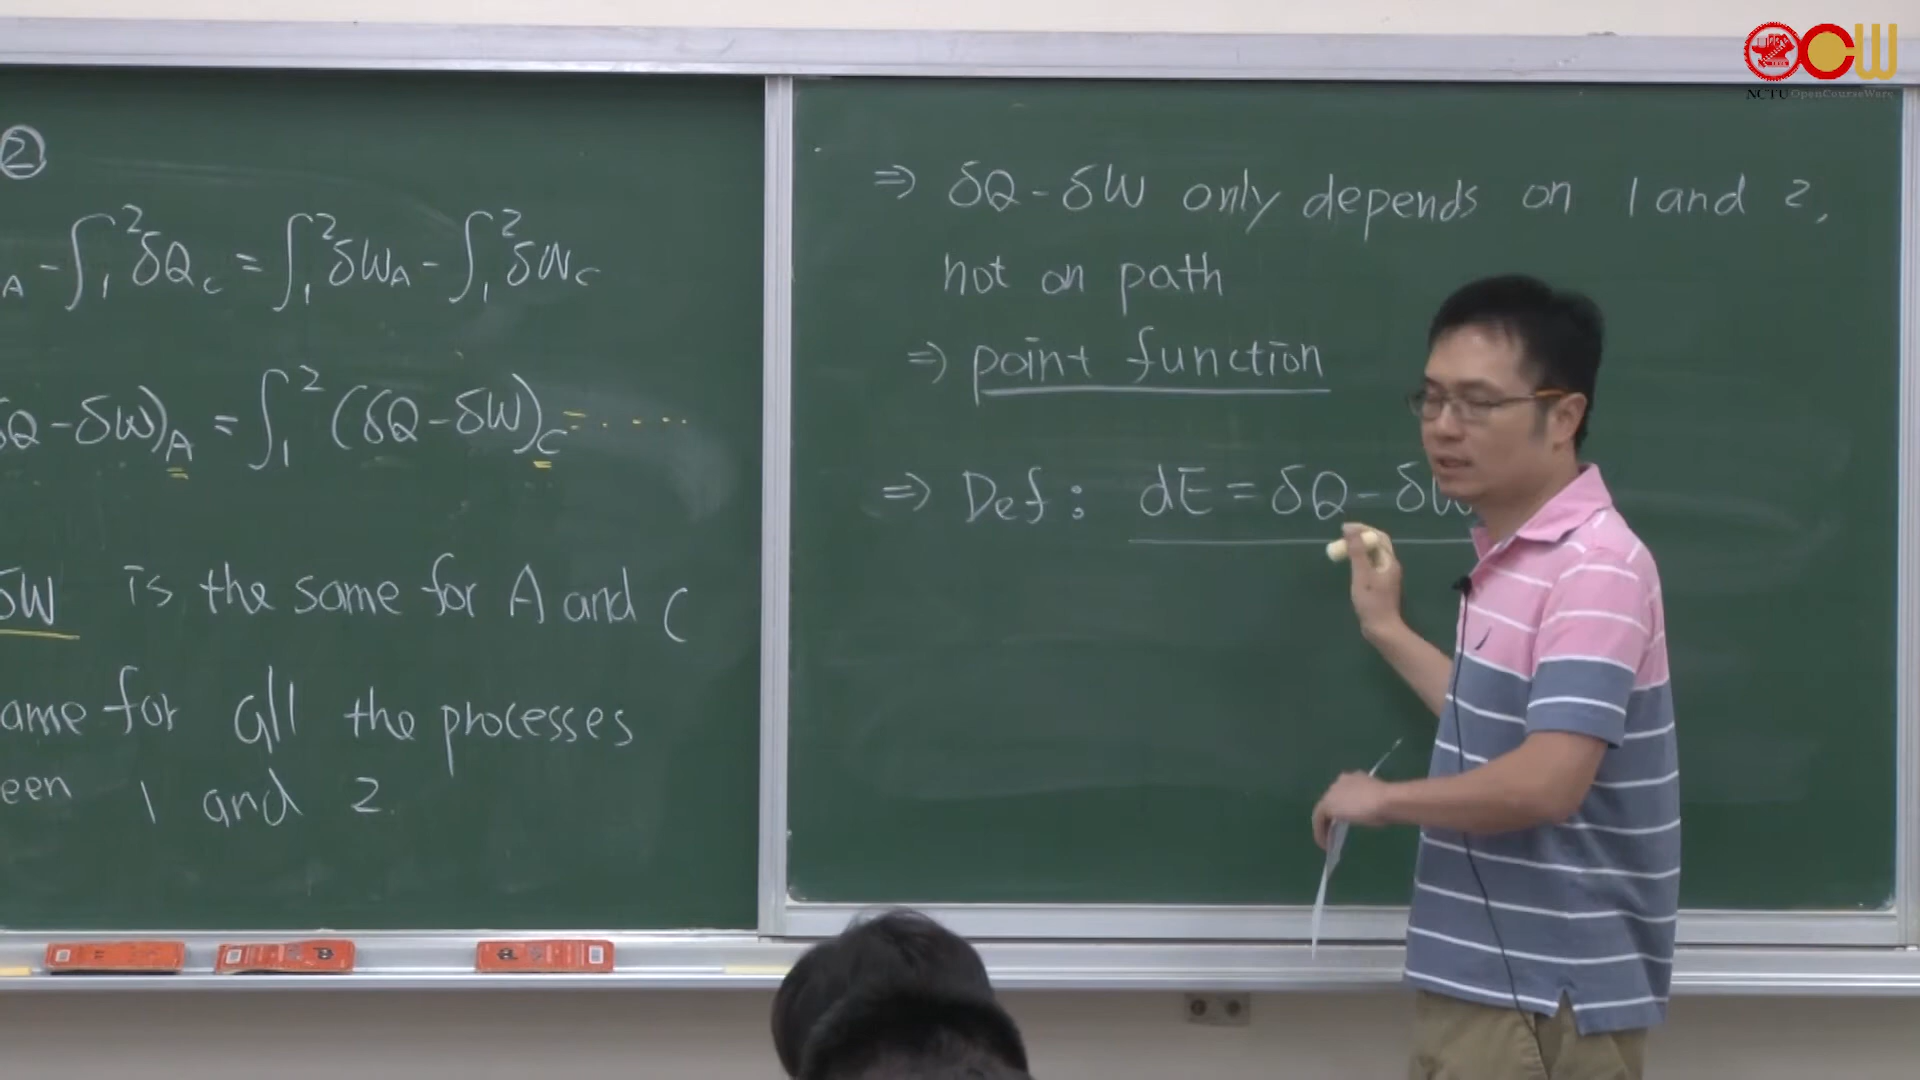 ②
A - ∫₁² δQ_C = ∫₁² δW_A - ∫₁² δW_C
δQ - δW)_A = ∫₁² (δQ - δW)_C = .....
δW is the same for A and C
ame for all the processes
een 1 and 2.
⇒ δQ - δW only depends on 1 and 2,
not on path
⇒ point function
⇒ Def : dE = δQ - δW
OCW
NCTU OpenCourseWare